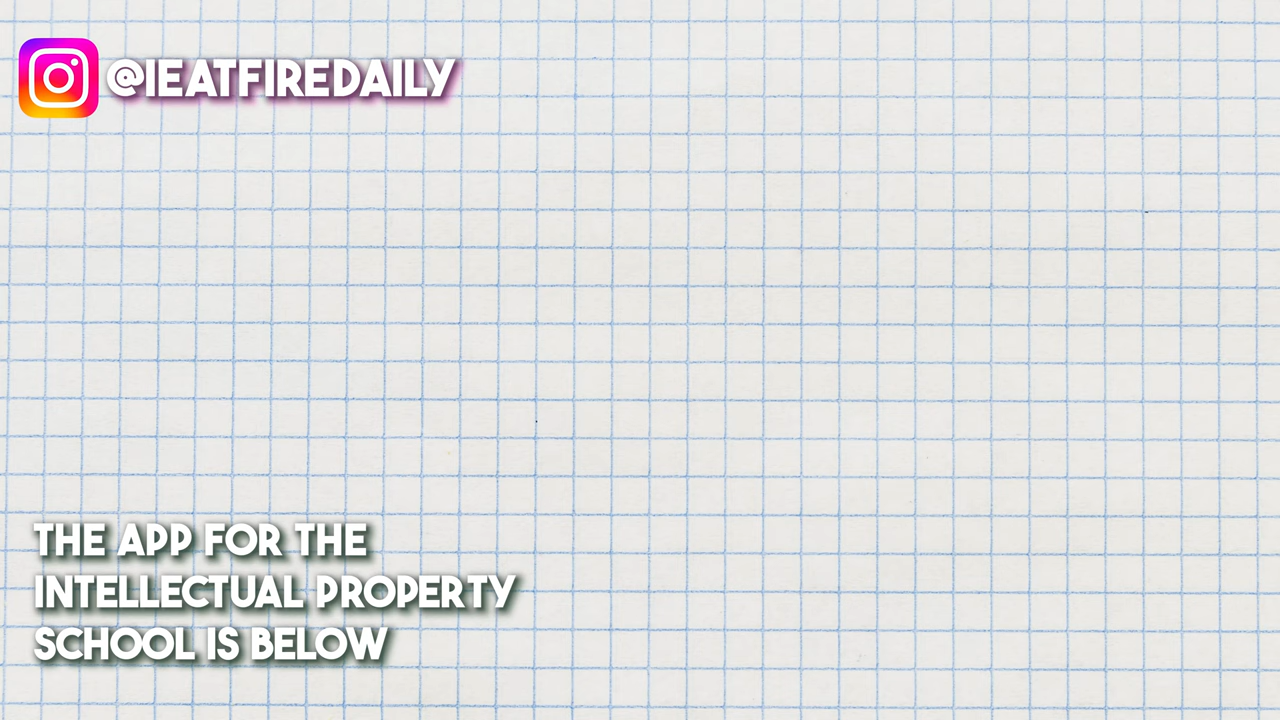 @IEATFIREDAILY
THE APP FOR THE
INTELLECTUAL PROPERTY
SCHOOL IS BELOW